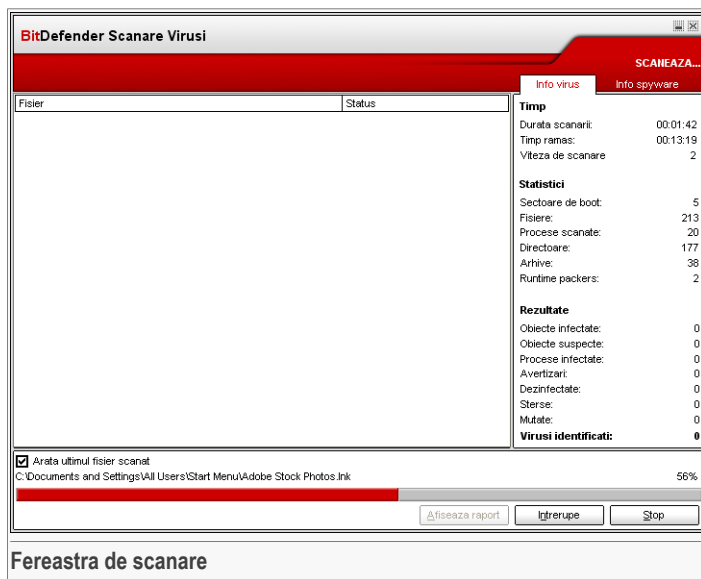 BitDefender Scanare Virusi
SCANEAZA...
Info virus Info spyware
Fisier Status
Timp
Durata scanarii: 00:01:42
Timp ramas: 00:13:19
Viteza de scanare 2
Statistici
Sectoare de boot: 5
Fisiere: 213
Procese scanate: 20
Directoare: 177
Arhive: 38
Runtime packers: 2
Rezultate
Obiecte infectate: 0
Obiecte suspecte: 0
Procese infectate: 0
Avertizari: 0
Dezinfectate: 0
Sterse: 0
Mutate: 0
Virusi identificati: 0
Arata ultimul fisier scanat
C:\Documents and Settings\All Users\Start Menu\Adobe Stock Photos.lnk 56%
Afiseaza raport Intrerupe Stop
Fereastra de scanare